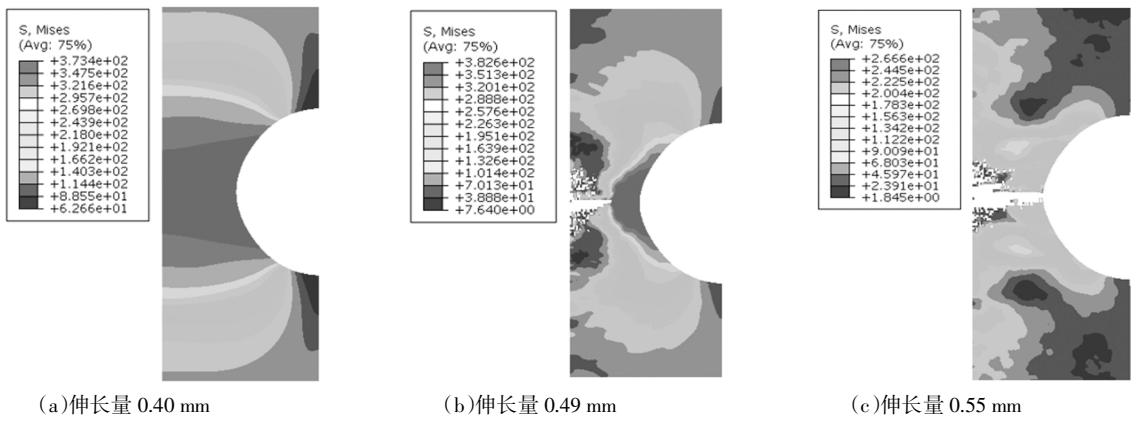 S, Mises
(Avg: 75%)
+3.734e+02
+3.475e+02
+3.216e+02
+2.957e+02
+2.698e+02
+2.439e+02
+2.180e+02
+1.921e+02
+1.662e+02
+1.403e+02
+1.144e+02
+8.855e+01
+6.266e+01
(a)伸长量 0.40 mm
S, Mises
(Avg: 75%)
+3.826e+02
+3.513e+02
+3.201e+02
+2.888e+02
+2.576e+02
+2.263e+02
+1.951e+02
+1.639e+02
+1.326e+02
+1.014e+02
+7.013e+01
+3.888e+01
+7.640e+00
(b)伸长量 0.49 mm
S, Mises
(Avg: 75%)
+2.666e+02
+2.445e+02
+2.225e+02
+2.004e+02
+1.783e+02
+1.563e+02
+1.342e+02
+1.122e+02
+9.009e+01
+6.803e+01
+4.597e+01
+2.391e+01
+1.845e+00
(c)伸长量 0.55 mm